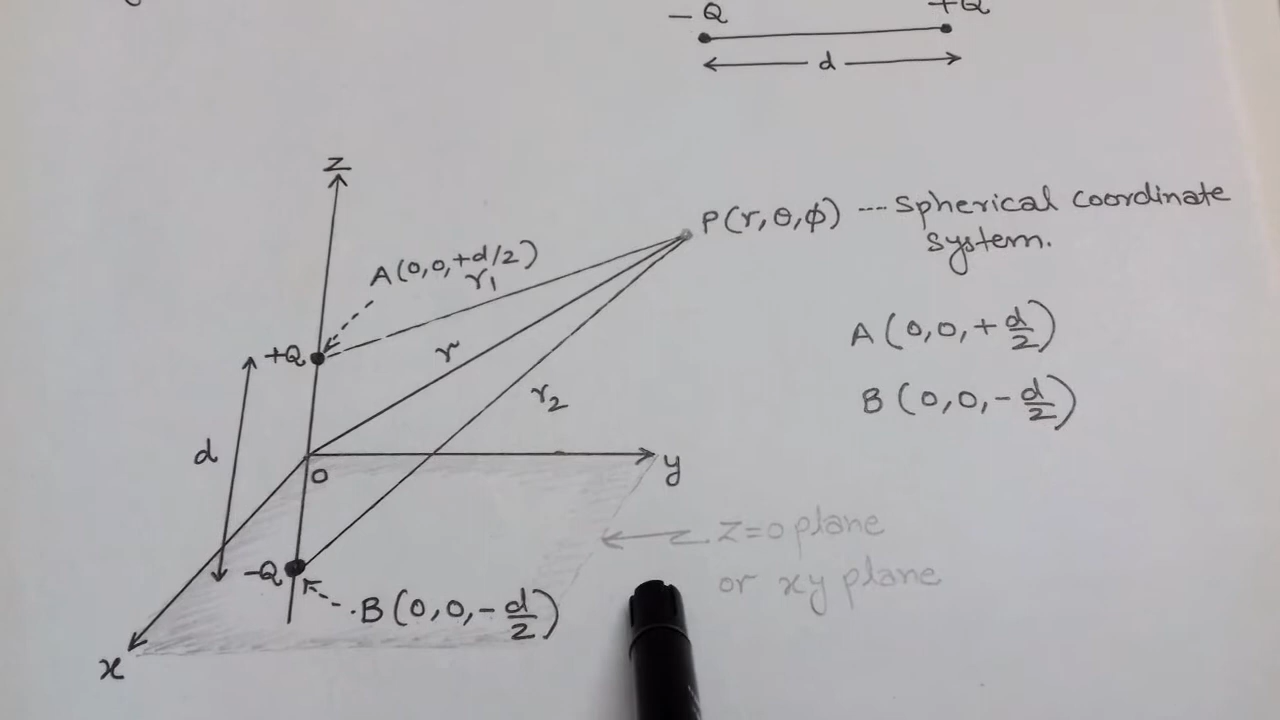 -Q +Q
d
z
P(r,θ,ϕ) --- spherical coordinate
system.
A(0,0,+d/2)
r₁
A(0,0,+d/2)
+Q
r
r₂
B(0,0,-d/2)
d
O
y
z=0 plane
-Q
or xy plane
B(0,0,-d/2)
x